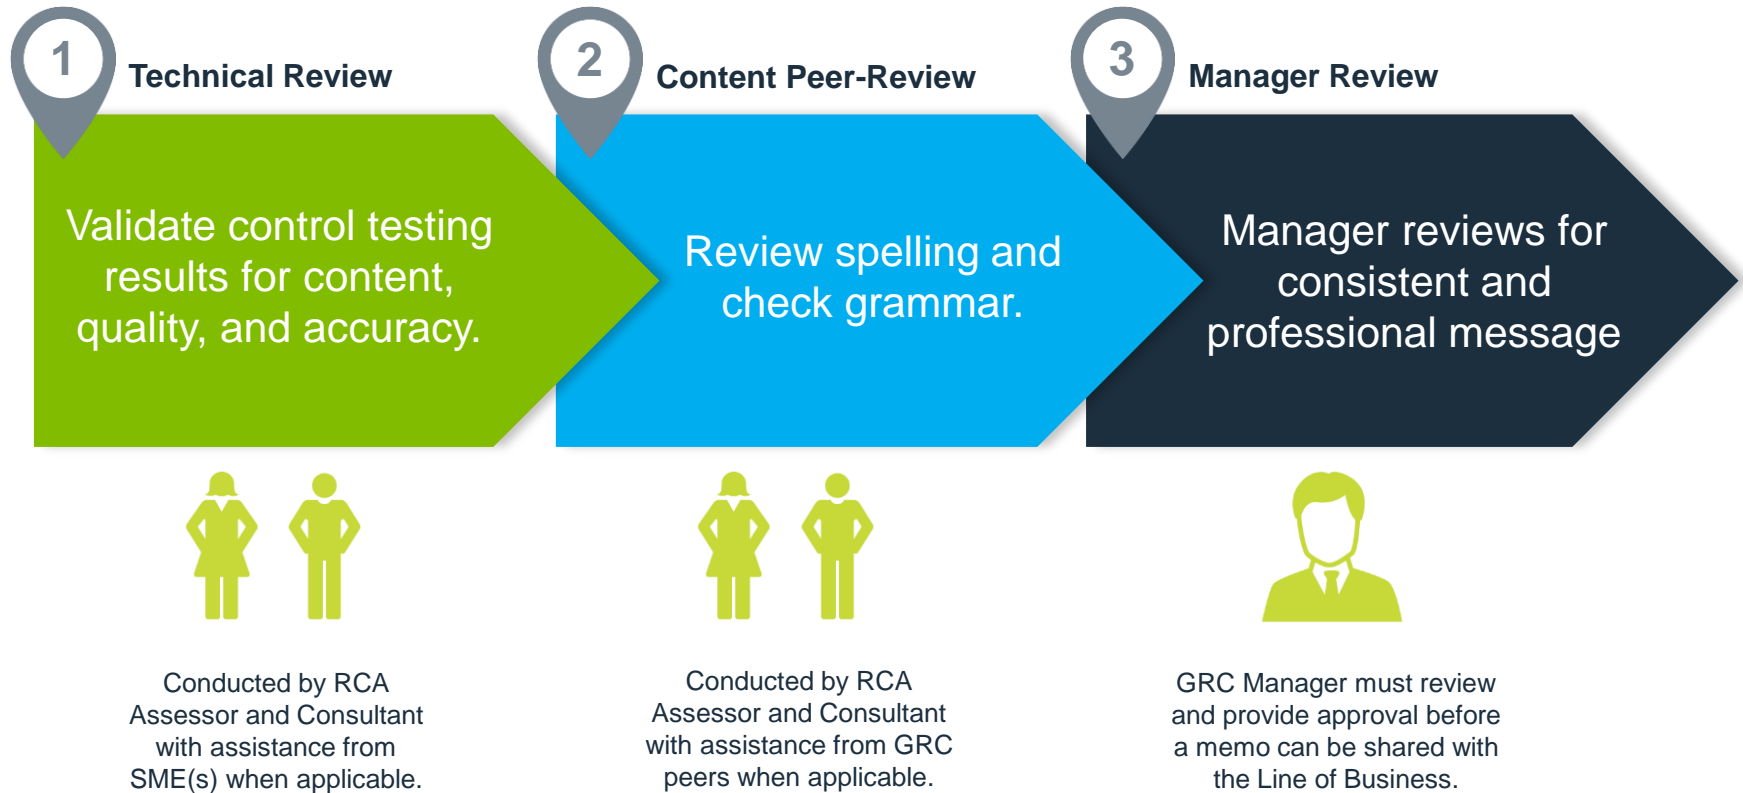 1
Technical Review
Validate control testing
results for content,
quality, and accuracy.
Conducted by RCA
Assessor and Consultant
with assistance from
SME(s) when applicable.
2
Content Peer-Review
Review spelling and
check grammar.
Conducted by RCA
Assessor and Consultant
with assistance from GRC
peers when applicable.
3
Manager Review
Manager reviews for
consistent and
professional message
GRC Manager must review
and provide approval before
a memo can be shared with
the Line of Business.